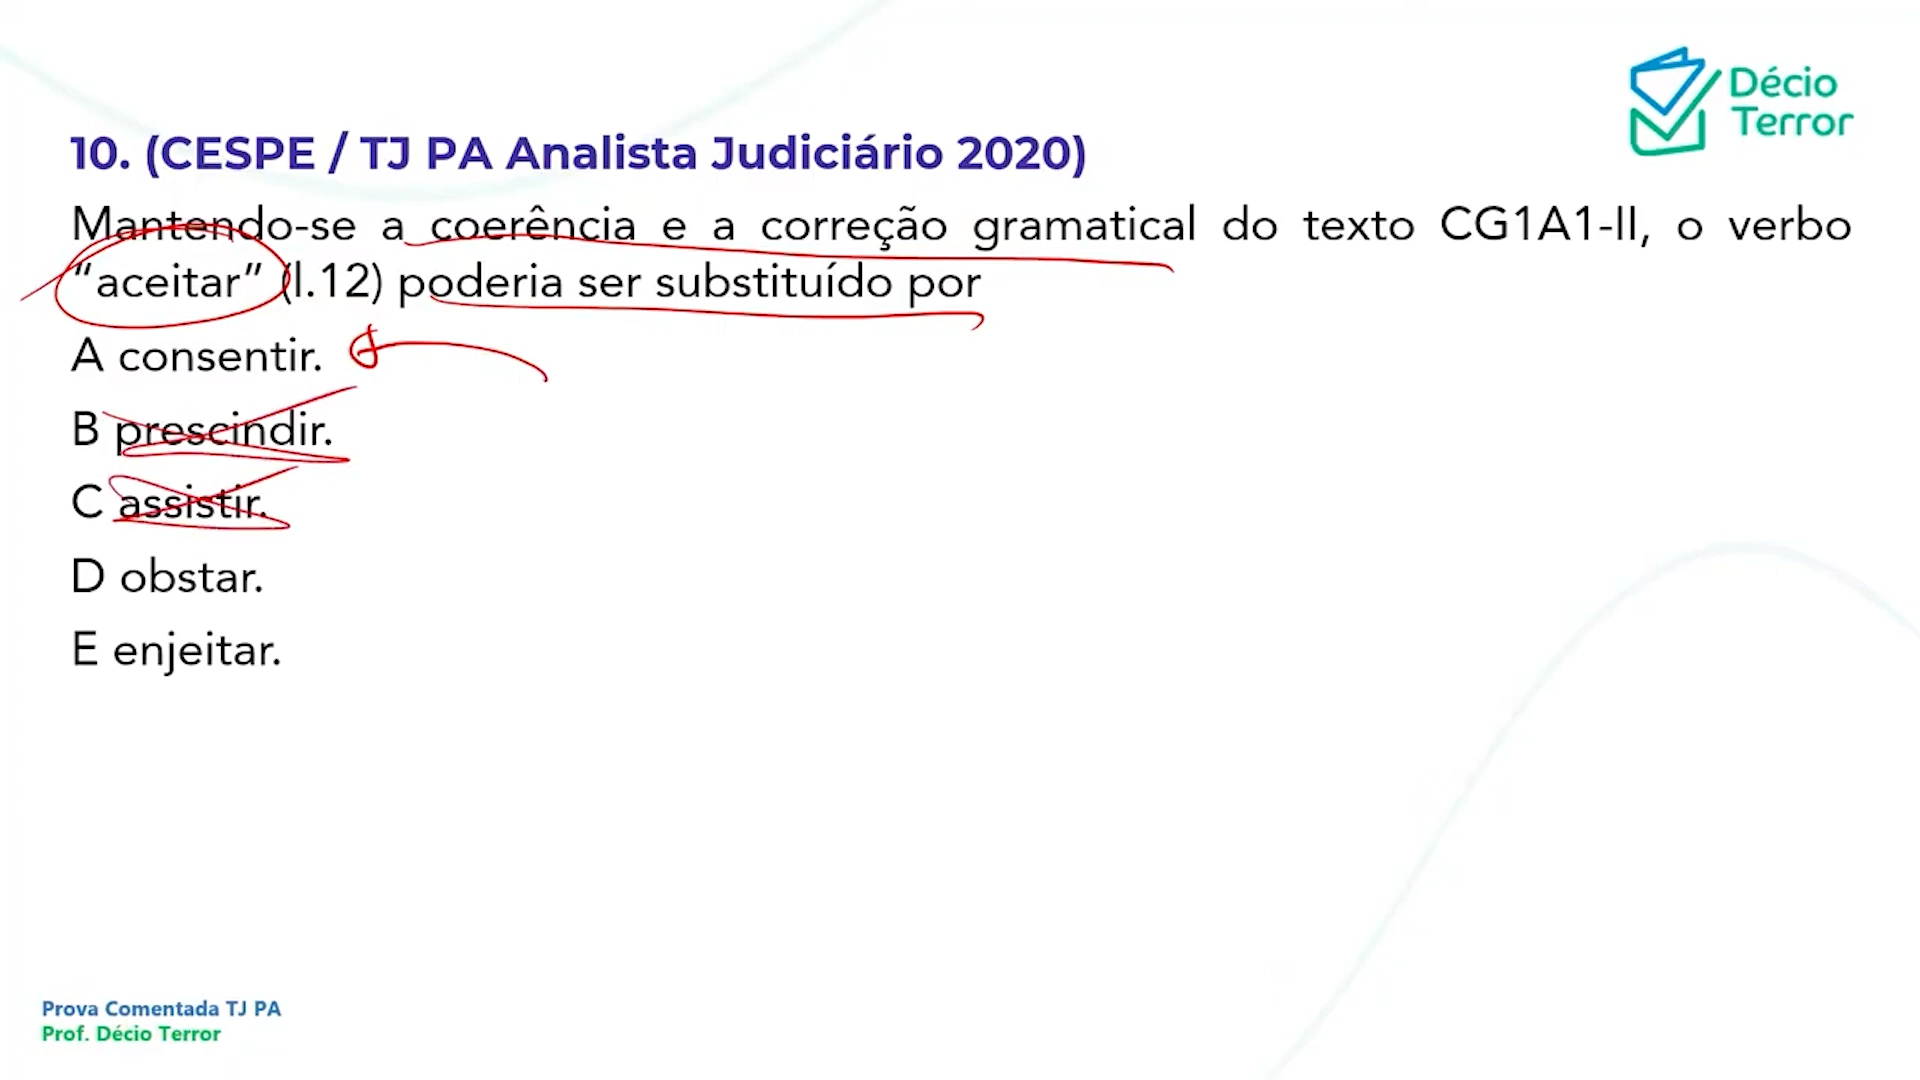 Décio
Terror
10. (CESPE / TJ PA Analista Judiciário 2020)
Mantendo-se a coerência e a correção gramatical do texto CG1A1-II, o verbo
“aceitar” (l.12) poderia ser substituído por
A consentir.
B prescindir.
C assistir.
D obstar.
E enjeitar.
Prova Comentada TJ PA
Prof. Décio Terror